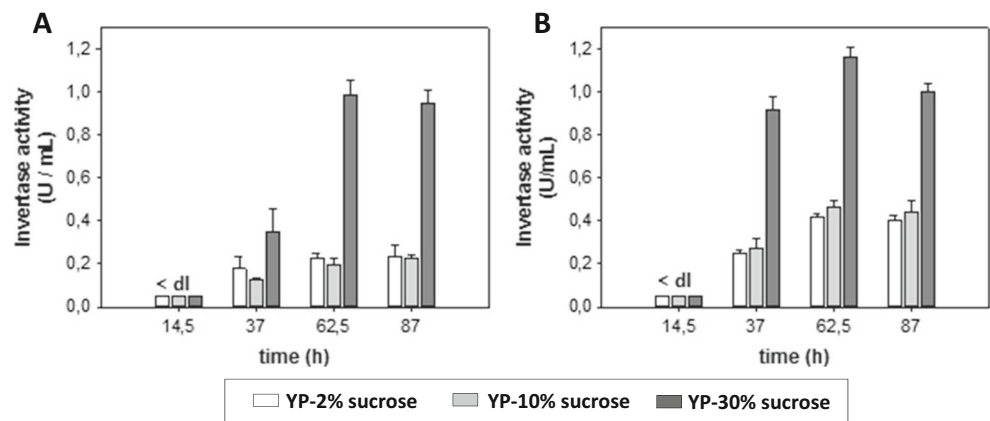 A
Invertase activity
(U / mL)
1,2
1,0
0,8
0,6
0,4
0,2
0,0
< dl
14,5 37 62,5 87
time (h)
B
Invertase activity
(U/mL)
1,2
1,0
0,8
0,6
0,4
0,2
0,0
< dl
14,5 37 62,5 87
time (h)
YP-2% sucrose YP-10% sucrose YP-30% sucrose